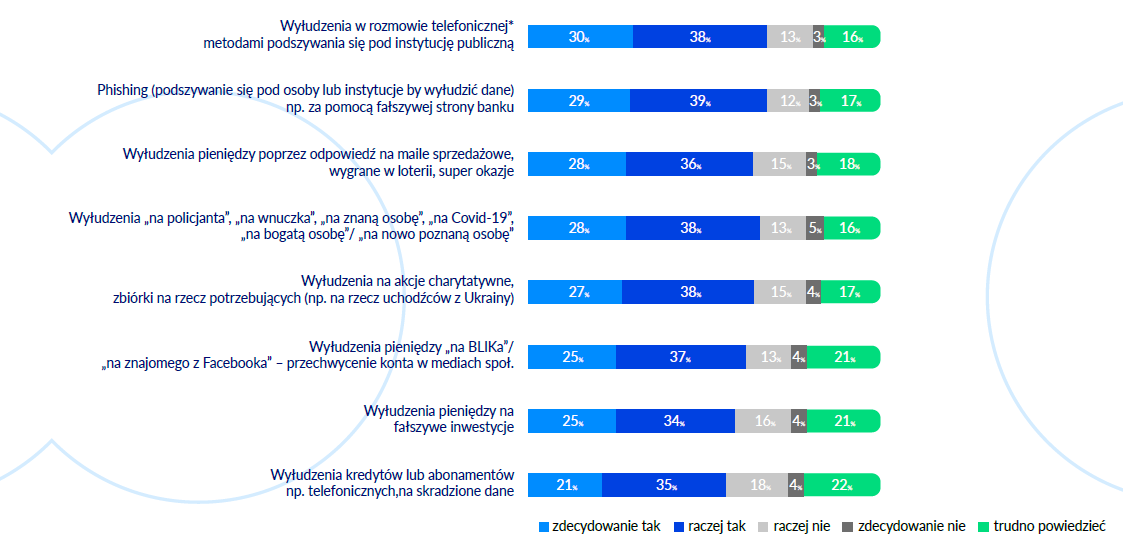 Wyłudzenia w rozmowie telefonicznej*
metodami podszywania się pod instytucję publiczną
30% 38% 13% 3% 16%
Phishing (podszywanie się pod osoby lub instytucje by wyłudzić dane)
np. za pomocą fałszywej strony banku
29% 39% 12% 3% 17%
Wyłudzenia pieniędzy poprzez odpowiedź na maile sprzedażowe,
wygrane w loterii, super okazje
28% 36% 15% 3% 18%
Wyłudzenia „na policjanta”, „na wnuczka”, „na znaną osobę”, „na Covid-19”,
„na bogatą osobę”/ „na nowo poznaną osobę”
28% 38% 13% 5% 16%
Wyłudzenia na akcje charytatywne,
zbiórki na rzecz potrzebujących (np. na rzecz uchodźców z Ukrainy)
27% 38% 15% 4% 17%
Wyłudzenia pieniędzy „na BLIKa”/
„na znajomego z Facebooka” – przechwycenie konta w mediach społ.
25% 37% 13% 4% 21%
Wyłudzenia pieniędzy na
fałszywe inwestycje
25% 34% 16% 4% 21%
Wyłudzenia kredytów lub abonamentów
np. telefonicznych,na skradzione dane
21% 35% 18% 4% 22%
zdecydowanie tak raczej tak raczej nie zdecydowanie nie trudno powiedzieć